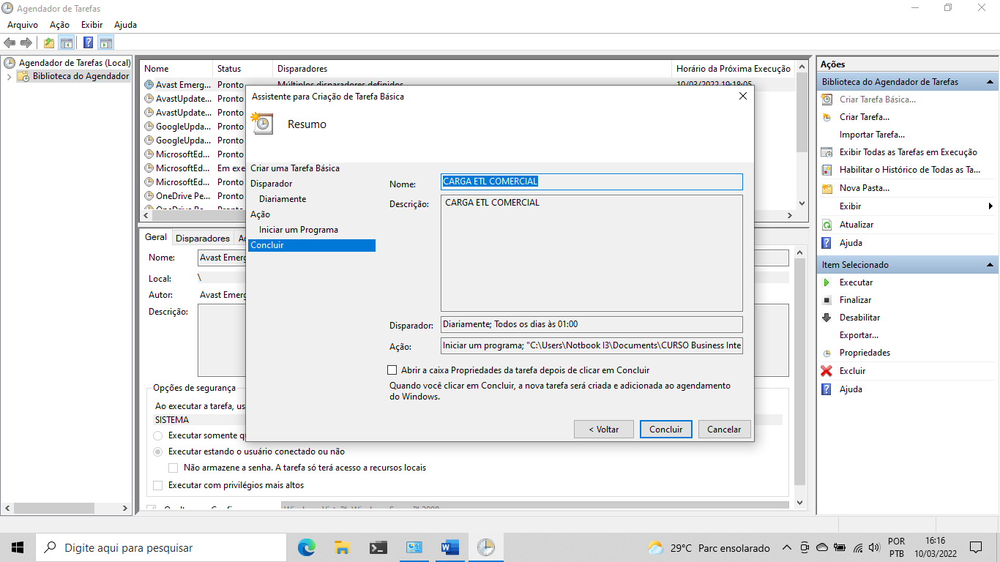 Agendador de Tarefas
Arquivo Ação Exibir Ajuda
Agendador de Tarefas (Local)
Biblioteca do Agendador
Nome Status Disparadores Horário da Próxima Execução
Avast Emerg... Pronto Múltiplos disparadores definidos 10/03/2022 19:18:05
AvastUpdate... Pronto
AvastUpdate... Pronto
GoogleUpda... Pronto
GoogleUpda... Pronto
MicrosoftEd... Pronto
MicrosoftEd... Em exe
MicrosoftEd... Pronto
OneDrive Pe... Pronto
Assistente para Criação de Tarefa Básica
Resumo
Criar uma Tarefa Básica
Disparador
Diariamente
Ação
Iniciar um Programa
Concluir
Nome: CARGA ETL COMERCIAL
Descrição: CARGA ETL COMERCIAL
Disparador: Diariamente; Todos os dias às 01:00
Ação: Iniciar um programa; "C:\Users\Notbook I3\Documents\CURSO Business Inte
Abrir a caixa Propriedades da tarefa depois de clicar em Concluir
Quando você clicar em Concluir, a nova tarefa será criada e adicionada ao agendamento
do Windows.
< Voltar Concluir Cancelar
Geral Disparadores
Nome: Avast Emerg
Local: \
Autor: Avast Emerg
Descrição:
Opções de segurança
Ao executar a tarefa, us
SISTEMA
Executar somente
Executar estando o usuário conectado ou não
Não armazene a senha. A tarefa só terá acesso a recursos locais
Executar com privilégios mais altos
Ações
Biblioteca do Agendador de Tarefas
Criar Tarefa Básica...
Criar Tarefa...
Importar Tarefa...
Exibir Todas as Tarefas em Execução
Habilitar o Histórico de Todas as Ta...
Nova Pasta...
Exibir
Atualizar
Ajuda
Item Selecionado
Executar
Finalizar
Desabilitar
Exportar...
Propriedades
Excluir
Ajuda
Digite aqui para pesquisar
29°C Parc ensolarado
POR
PTB
16:16
10/03/2022